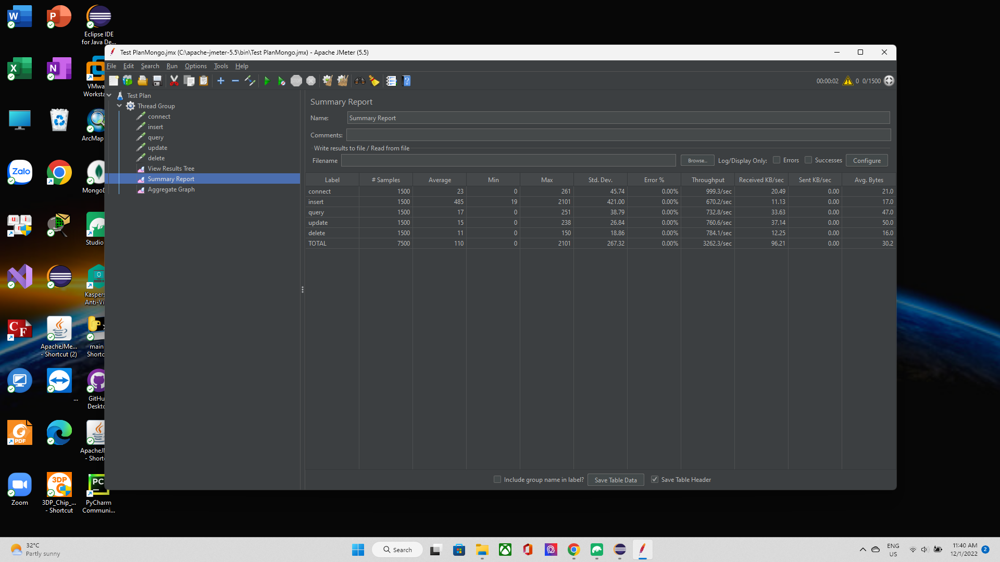 Eclipse IDE
for Java De...
VMwa
Worksta
ArcMap
Zalo
MongoD
Studio
Kaspers
Anti-Vi
ApacheJMe...
- Shortcut (2)
main
Shortc
...
GitHu
Deskto
PDF
ApacheJM
- Shortc
Zoom
3DP
3DP_Chip_...
- Shortcut
PC
PyCharm
Communi...
Test PlanMongo.jmx (C:\apache-jmeter-5.5\bin\Test PlanMongo.jmx) - Apache JMeter (5.5)
File Edit Search Run Options Tools Help
STOP
00:00:02 0 0/1500
Test Plan
Thread Group
connect
insert
query
update
delete
View Results Tree
Summary Report
Aggregate Graph
Summary Report
Name: Summary Report
Comments:
Write results to file / Read from file
Filename Browse... Log/Display Only: Errors Successes Configure
Label # Samples Average Min Max Std. Dev. Error % Throughput Received KB/sec Sent KB/sec Avg. Bytes
connect 1500 23 0 261 45.74 0.00% 999.3/sec 20.49 0.00 21.0
insert 1500 485 19 2101 421.00 0.00% 670.2/sec 11.13 0.00 17.0
query 1500 17 0 251 38.79 0.00% 732.8/sec 33.63 0.00 47.0
update 1500 15 0 238 26.84 0.00% 760.6/sec 37.14 0.00 50.0
delete 1500 11 0 150 18.86 0.00% 784.1/sec 12.25 0.00 16.0
TOTAL 7500 110 0 2101 267.32 0.00% 3262.3/sec 96.21 0.00 30.2
Include group name in label? Save Table Data Save Table Header
32°C
Partly sunny
Search
ENG
US
11:40 AM
12/1/2022
2